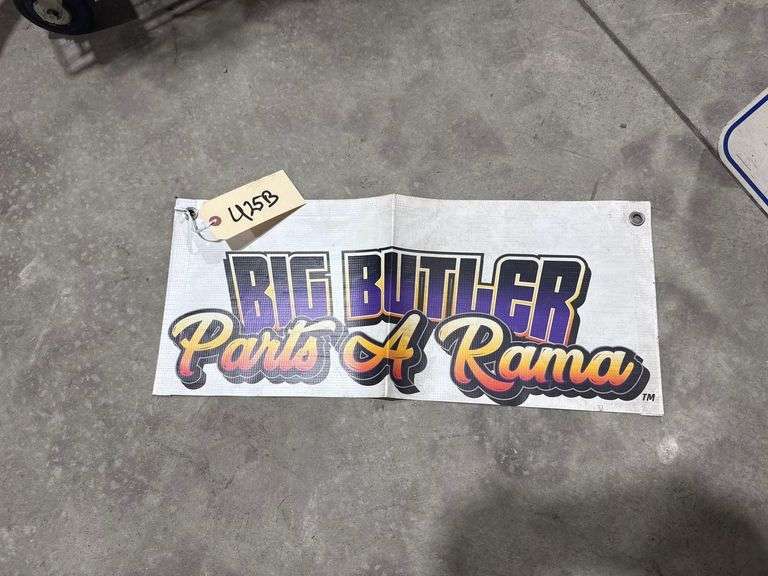 425B
BIG BUTLER
Parts A Rama
TM